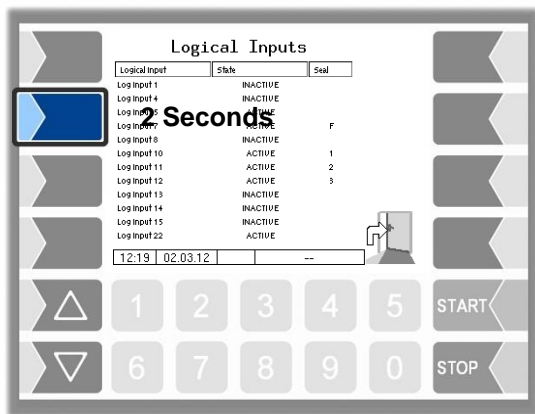 Logical Inputs
Logical Input State Seal
Log Input 1 INACTIVE
Log Input 4 INACTIVE
2 Seconds
Log Input 7 ACTIVE F
Log Input 8 INACTIVE
Log Input 10 ACTIVE 1
Log Input 11 ACTIVE 2
Log Input 12 ACTIVE 3
Log Input 13 INACTIVE
Log Input 14 INACTIVE
Log Input 15 INACTIVE
Log Input 22 ACTIVE
12:19 02.03.12 --
1 2 3 4 5 START
6 7 8 9 0 STOP